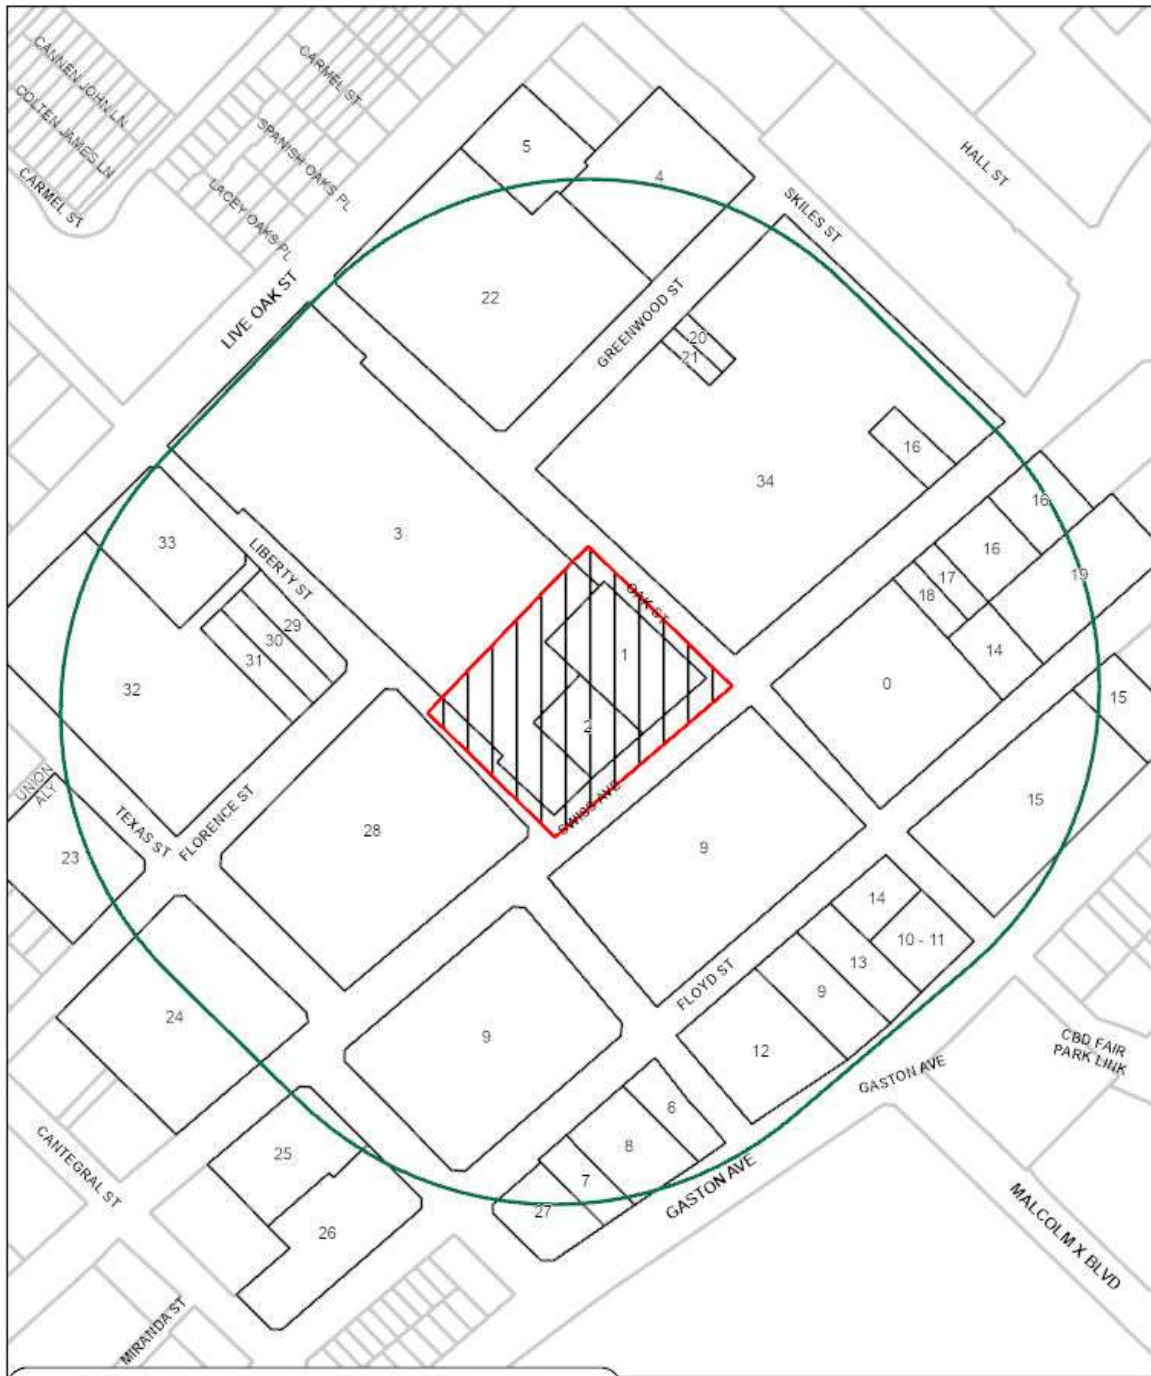 CANNEN JOHN LN
COLTEN JAMES LN
CARMEL ST
CARMEL ST
SPANISH OAKS PL
LACEY OAKS PL
LIVE OAK ST
HALL ST
SKILES ST
5
4
22
GREENWOOD ST
20
21
16
34
3
33
LIBERTY ST
16
16
17
18
19
14
29
30
31
32
OAK ST
1
2
0
15
15
SWISS AVE
UNION
ALY
TEXAS ST
FLORENCE ST
23
28
9
14
10 - 11
13
9
12
FLOYD ST
24
9
CBD FAIR
PARK LINK
GASTON AVE
6
8
7
27
GASTON AVE
CANTEGRAL ST
25
26
MALCOLM X BLVD
MIRANDA ST